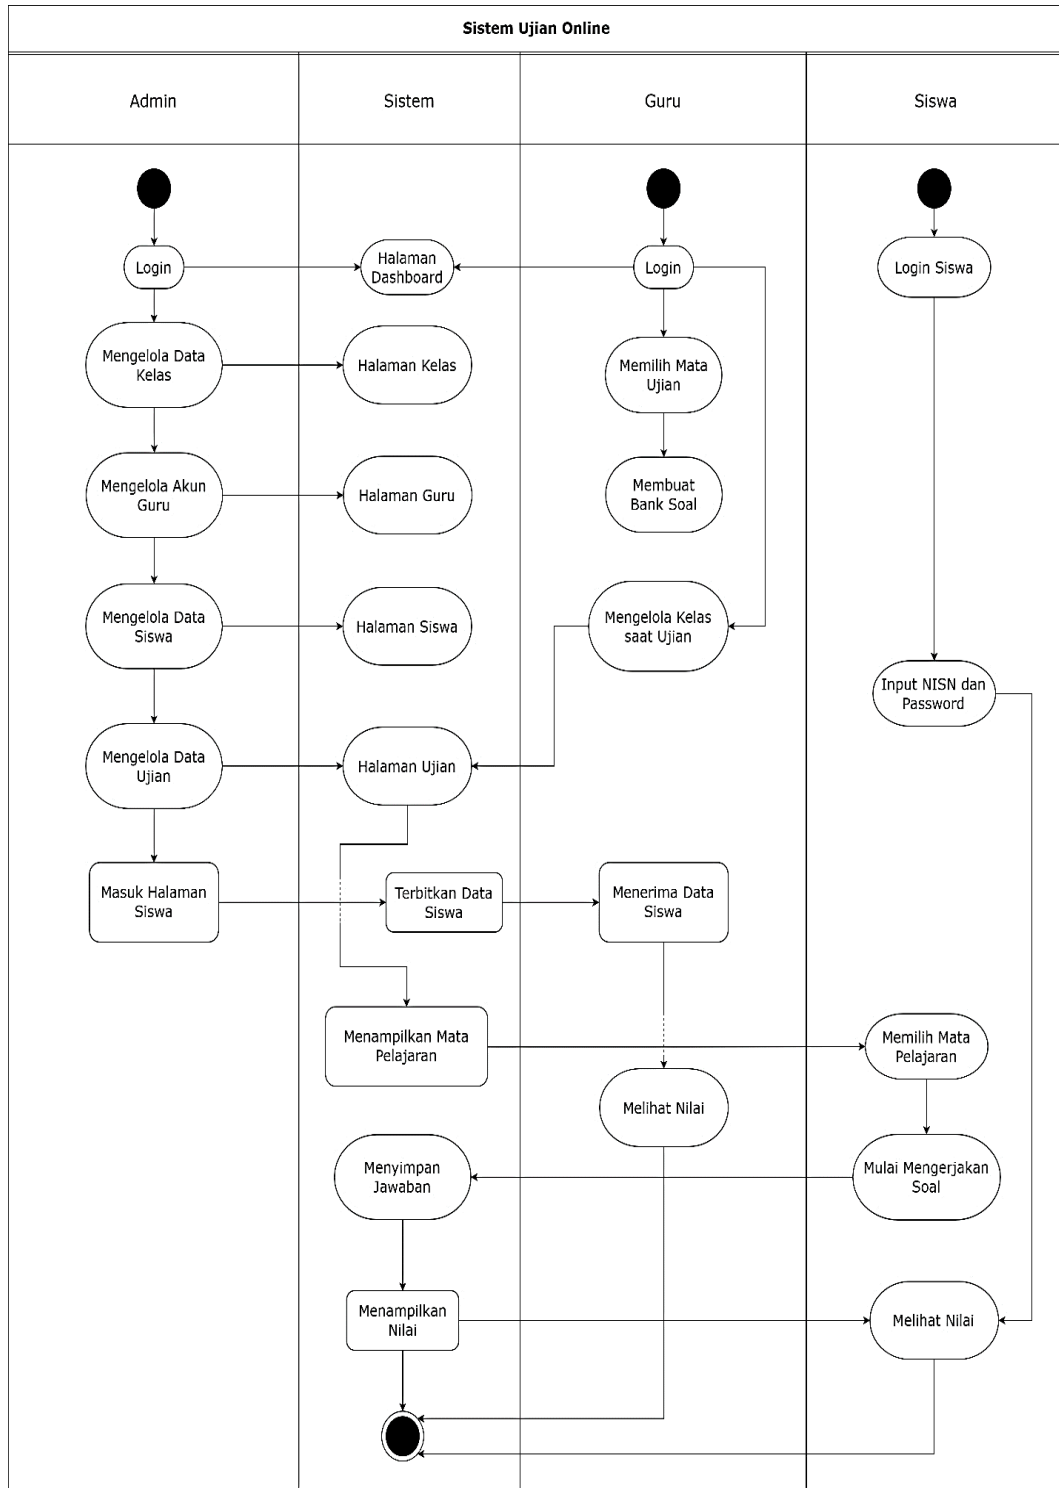 Sistem Ujian Online
Admin
Sistem
Guru
Siswa
Login
Halaman
Dashboard
Login
Login Siswa
Mengelola Data
Kelas
Halaman Kelas
Memilih Mata
Ujian
Mengelola Akun
Guru
Halaman Guru
Membuat
Bank Soal
Mengelola Data
Siswa
Halaman Siswa
Mengelola Kelas
saat Ujian
Input NISN dan
Password
Mengelola Data
Ujian
Halaman Ujian
Masuk Halaman
Siswa
Terbitkan Data
Siswa
Menerima Data
Siswa
Menampilkan Mata
Pelajaran
Memilih Mata
Pelajaran
Melihat Nilai
Menyimpan
Jawaban
Mulai Mengerjakan
Soal
Menampilkan
Nilai
Melihat Nilai